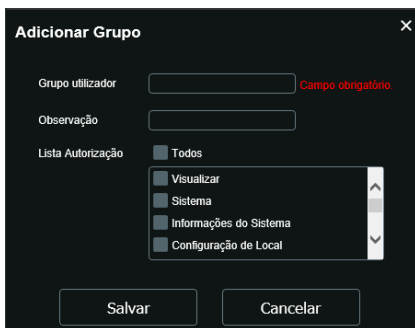 Adicionar Grupo
Grupo utilizador Campo obrigatório.
Observação
Lista Autorização Todos
Visualizar
Sistema
Informações do Sistema
Configuração de Local
Salvar Cancelar